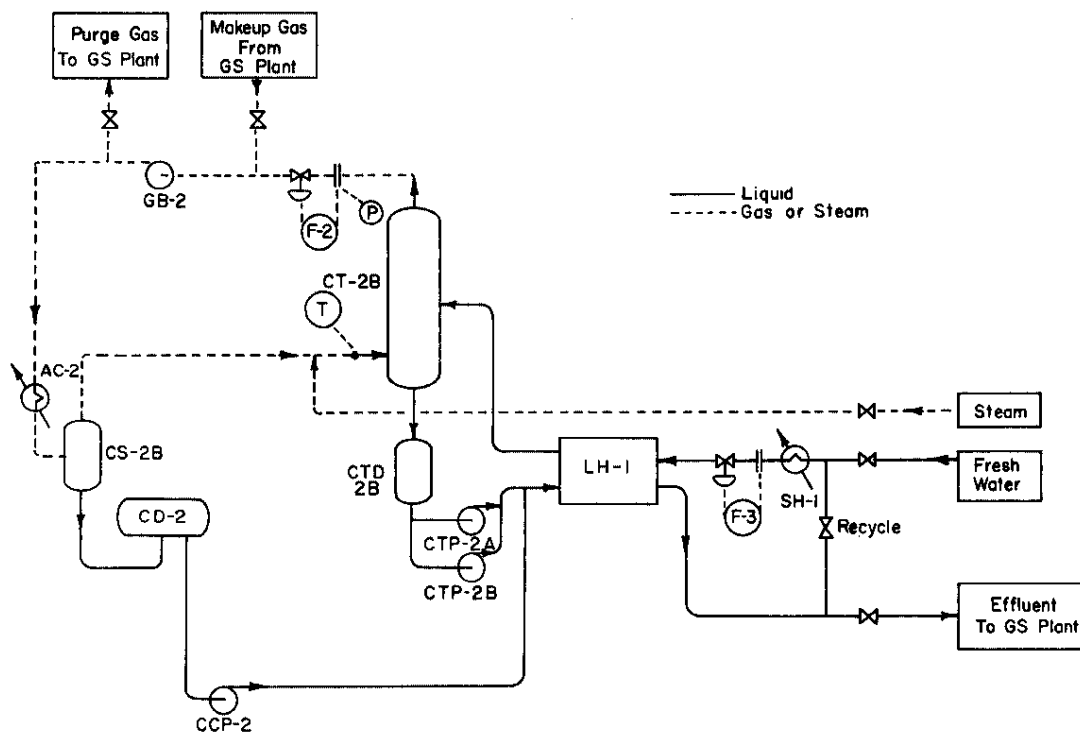 Purge Gas
To GS Plant
Makeup Gas
From
GS Plant
GB-2
F-2
P
Liquid
Gas or Steam
CT-2B
T
AC-2
CS-2B
Steam
CTD
2B
LH-1
Fresh
Water
SH-1
F-3
CD-2
Recycle
CTP-2A
CTP-2B
Effluent
To GS Plant
CCP-2